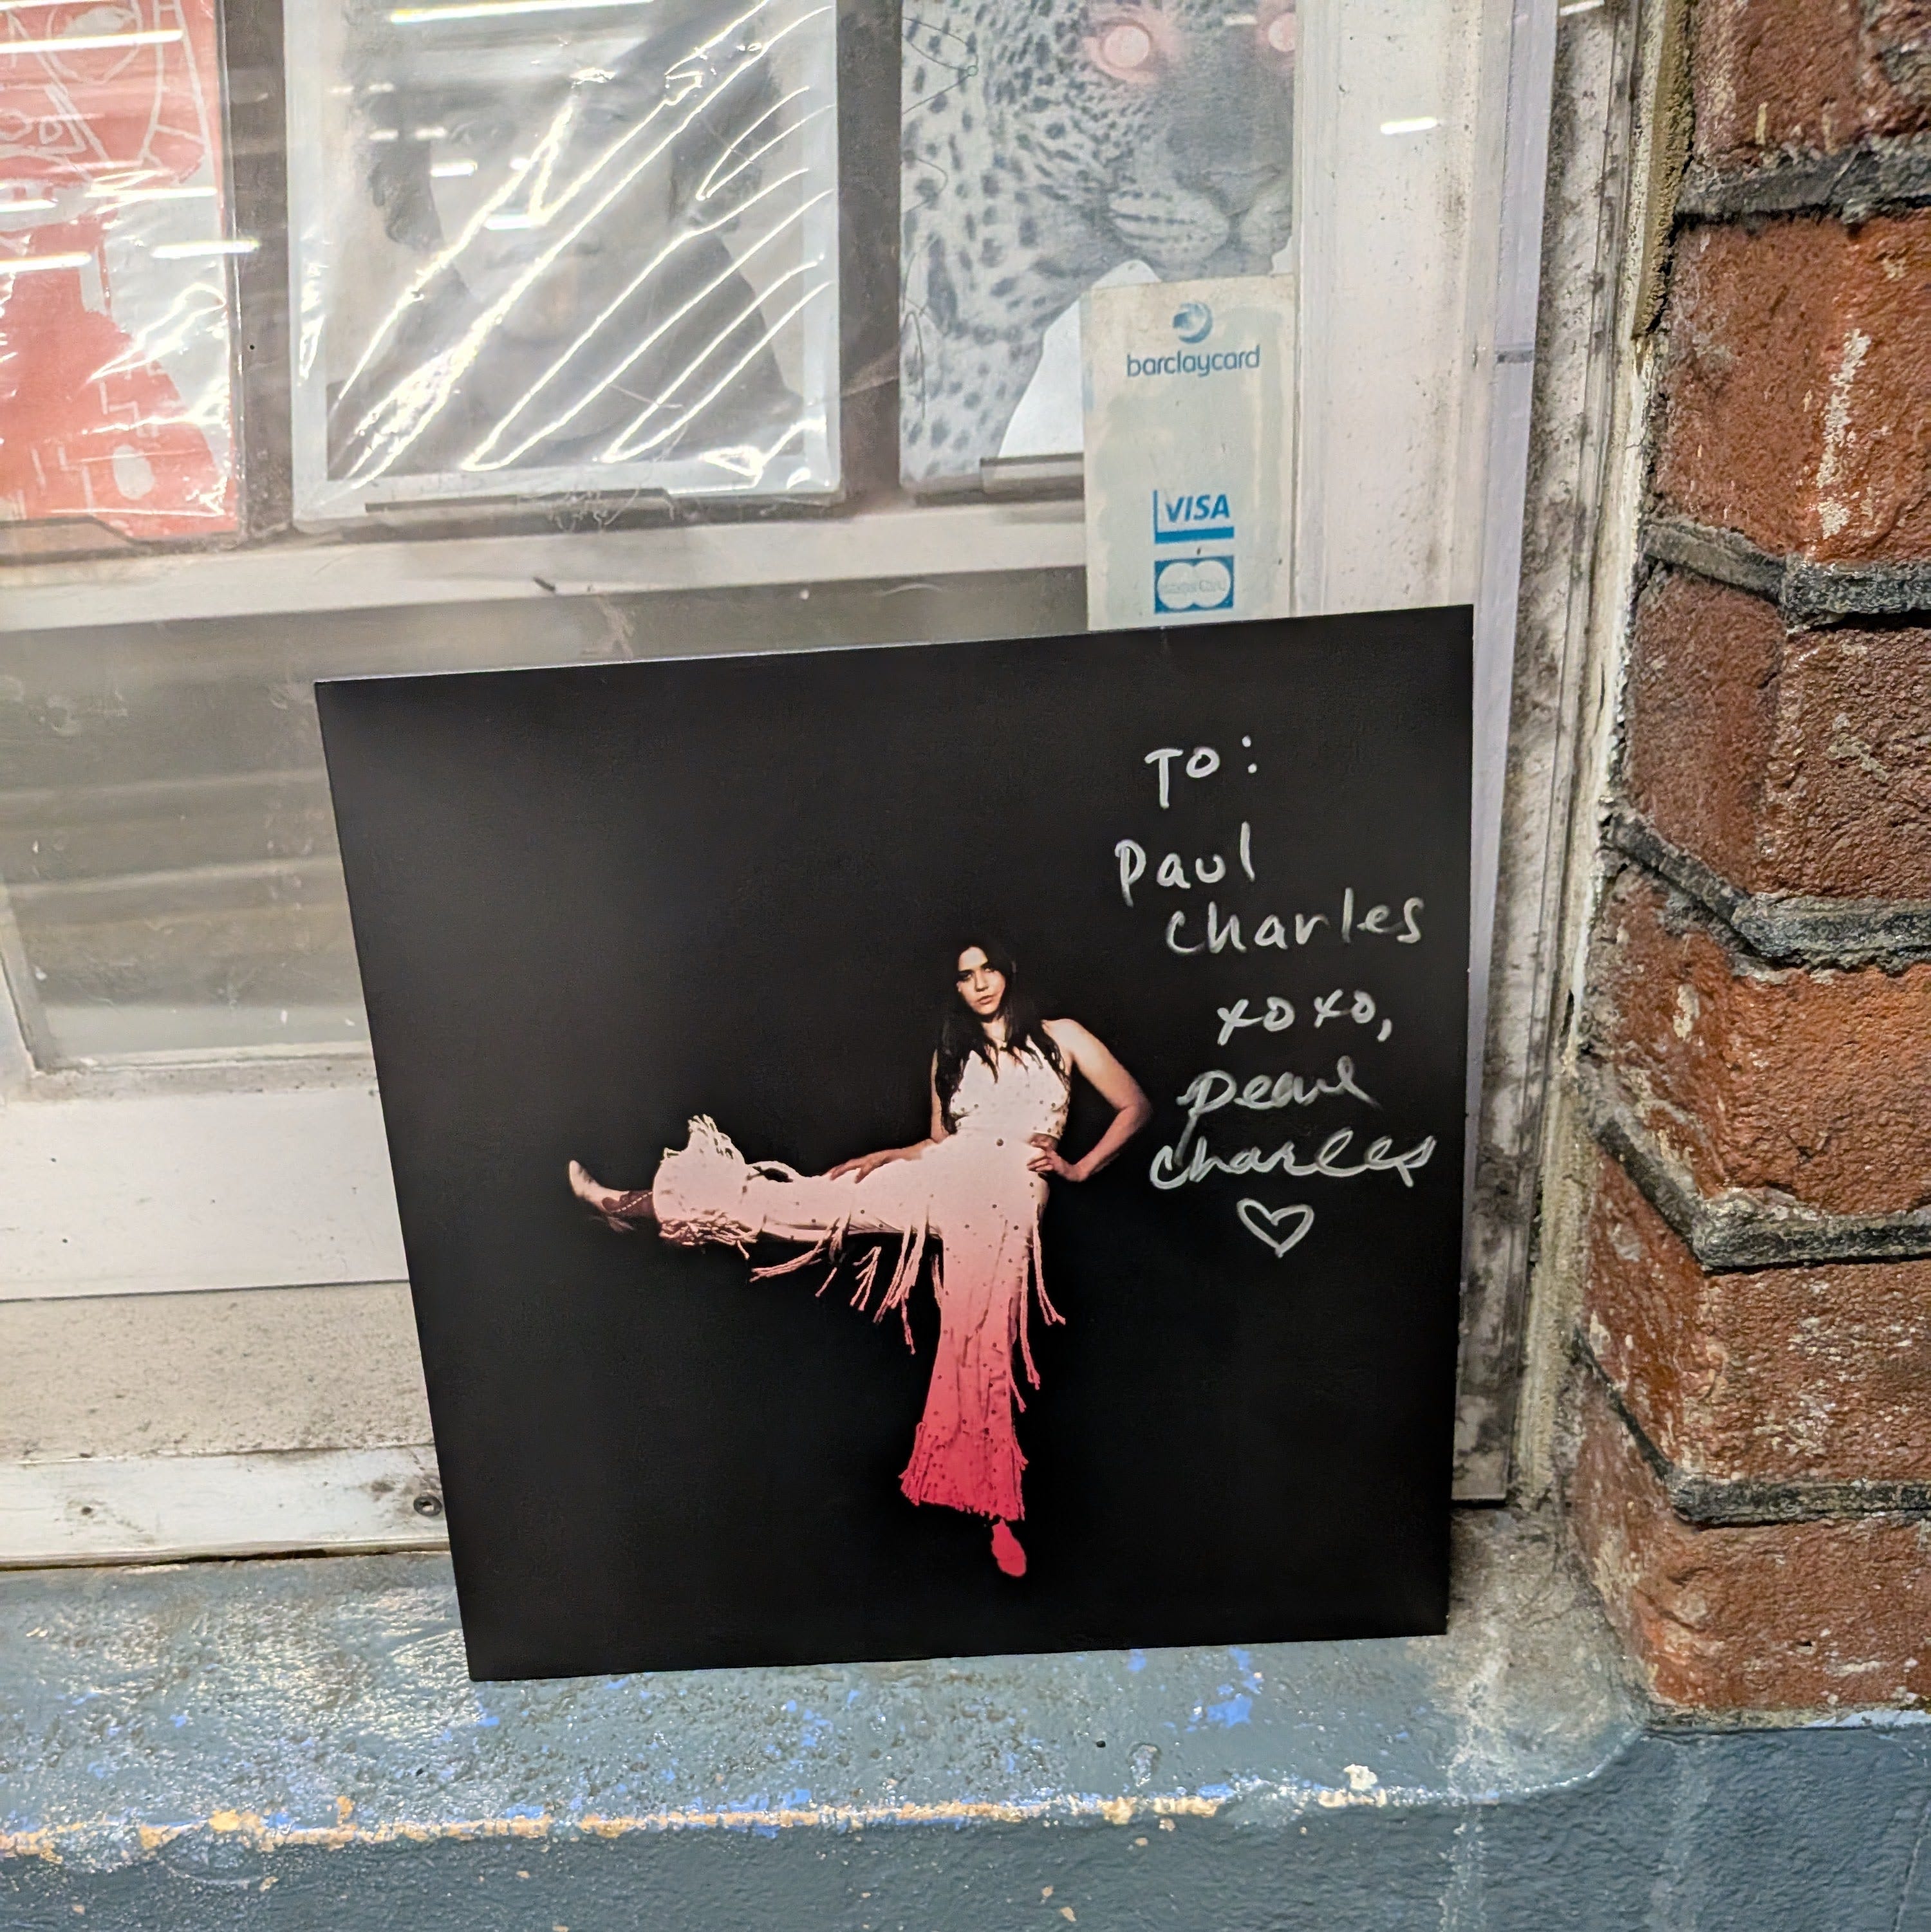 barclaycard
VISA
To:
Paul
Charles
xoxo,
Pearl
Charles